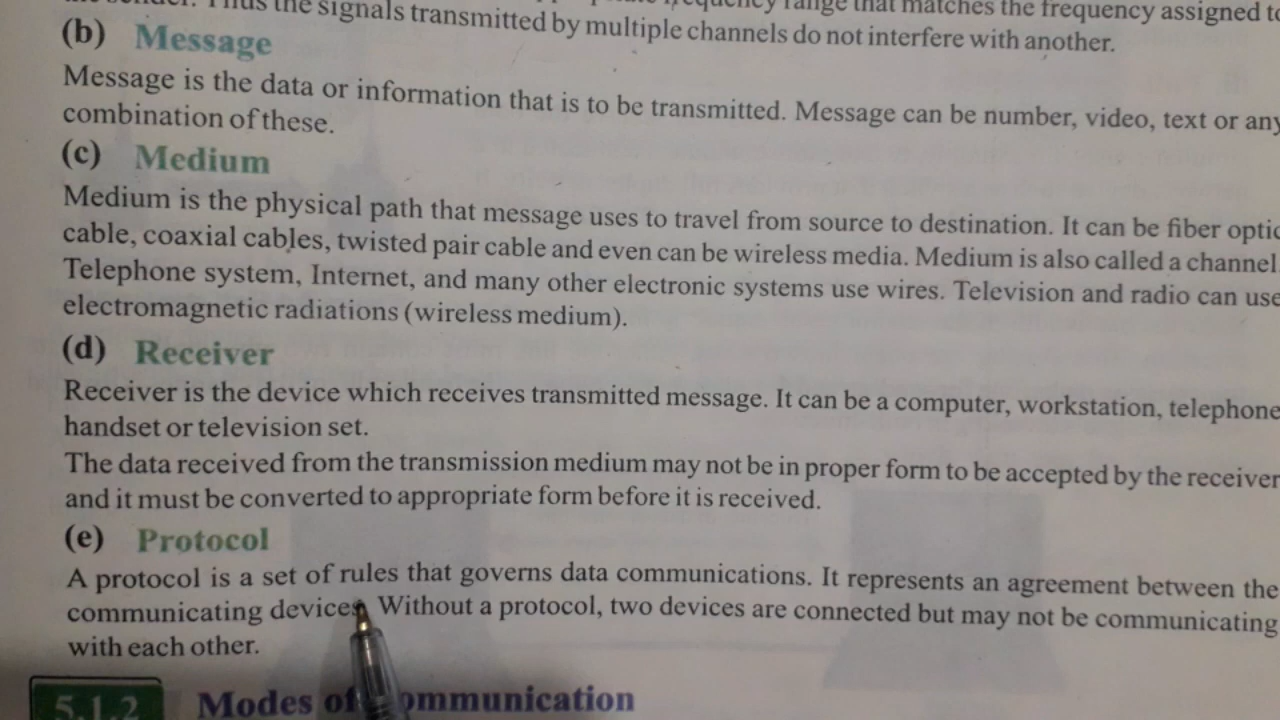 the signals transmitted by multiple channels do not interfere with another.
frequency range that matches the frequency assigned to
(b) Message
Message is the data or information that is to be transmitted. Message can be number, video, text or any
combination of these.
(c) Medium
Medium is the physical path that message uses to travel from source to destination. It can be fiber optic
cable, coaxial cables, twisted pair cable and even can be wireless media. Medium is also called a channel.
Telephone system, Internet, and many other electronic systems use wires. Television and radio can use
electromagnetic radiations (wireless medium).
(d) Receiver
Receiver is the device which receives transmitted message. It can be a computer, workstation, telephone
handset or television set.
The data received from the transmission medium may not be in proper form to be accepted by the receiver
and it must be converted to appropriate form before it is received.
(e) Protocol
A protocol is a set of rules that governs data communications. It represents an agreement between the
communicating devices. Without a protocol, two devices are connected but may not be communicating
with each other.
5.1.2 Modes of Communication